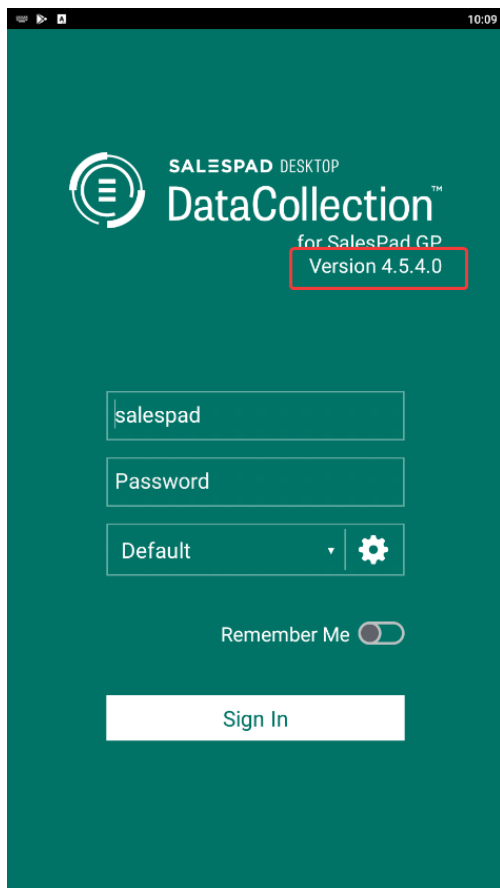 10:09
SALESPAD DESKTOP
DataCollection™
for SalesPad GP
Version 4.5.4.0
salespad
Password
Default
Remember Me
Sign In